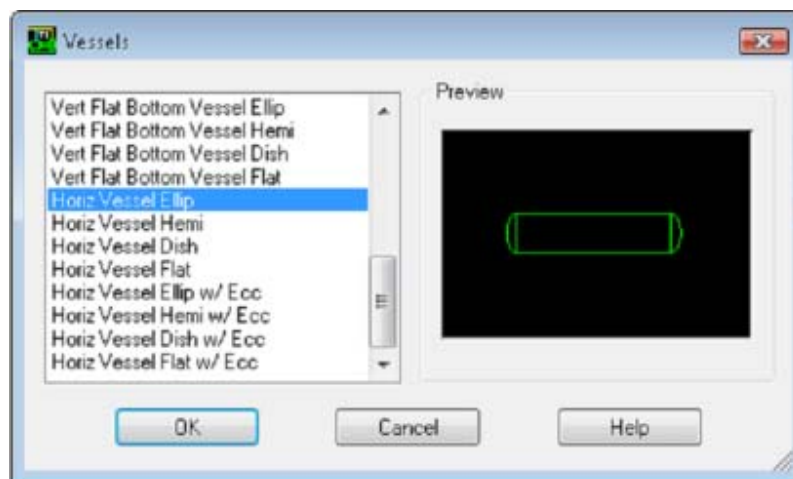 Vessels
Vert Flat Bottom Vessel Ellip
Vert Flat Bottom Vessel Hemi
Vert Flat Bottom Vessel Dish
Vert Flat Bottom Vessel Flat
Horiz Vessel Ellip
Horiz Vessel Hemi
Horiz Vessel Dish
Horiz Vessel Flat
Horiz Vessel Ellip w/ Ecc
Horiz Vessel Hemi w/ Ecc
Horiz Vessel Dish w/ Ecc
Horiz Vessel Flat w/ Ecc
Preview
OK
Cancel
Help